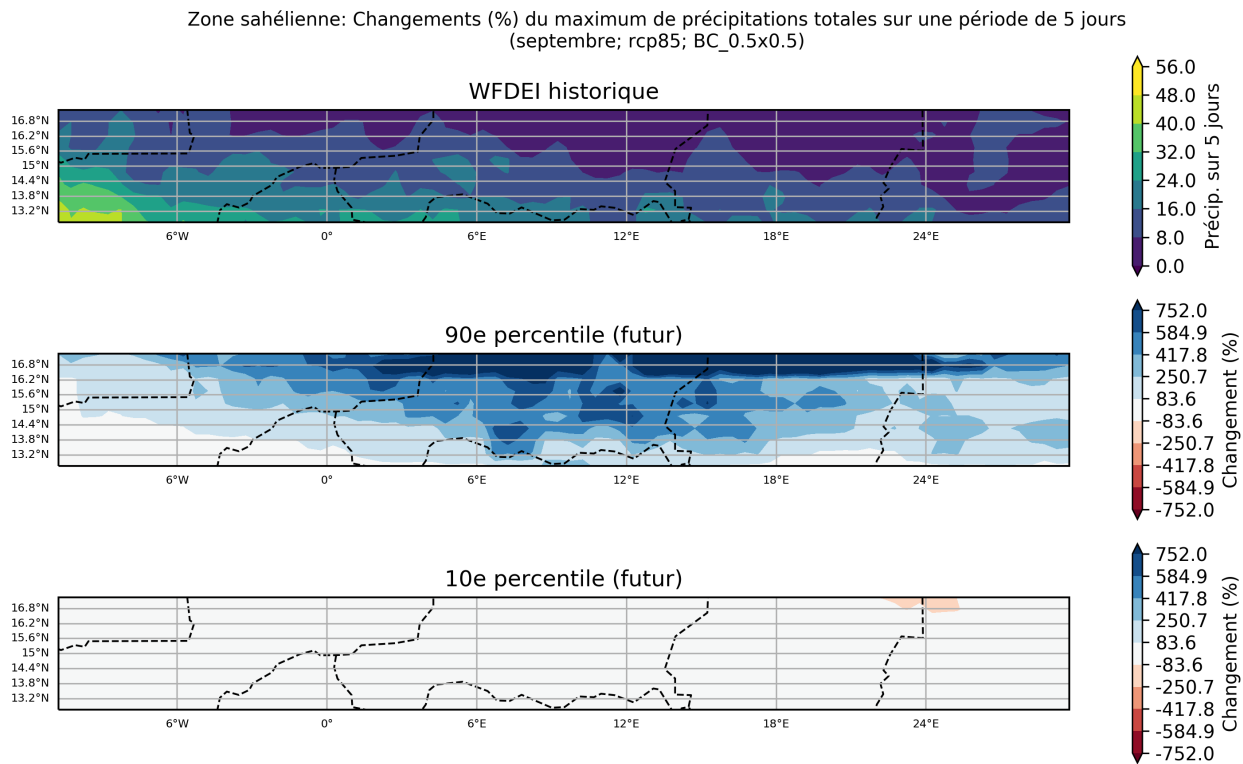 Zone sahélienne: Changements (%) du maximum de précipitations totales sur une période de 5 jours
(septembre; rcp85; BC_0.5x0.5)
WFDEI historique
16.8°N
16.2°N
15.6°N
15°N
14.4°N
13.8°N
13.2°N
6°W 0° 6°E 12°E 18°E 24°E
56.0
48.0
40.0
32.0
24.0
16.0
8.0
0.0
Précip. sur 5 jours
90e percentile (futur)
16.8°N
16.2°N
15.6°N
15°N
14.4°N
13.8°N
13.2°N
6°W 0° 6°E 12°E 18°E 24°E
752.0
584.9
417.8
250.7
83.6
-83.6
-250.7
-417.8
-584.9
-752.0
Changement (%)
10e percentile (futur)
16.8°N
16.2°N
15.6°N
15°N
14.4°N
13.8°N
13.2°N
6°W 0° 6°E 12°E 18°E 24°E
752.0
584.9
417.8
250.7
83.6
-83.6
-250.7
-417.8
-584.9
-752.0
Changement (%)